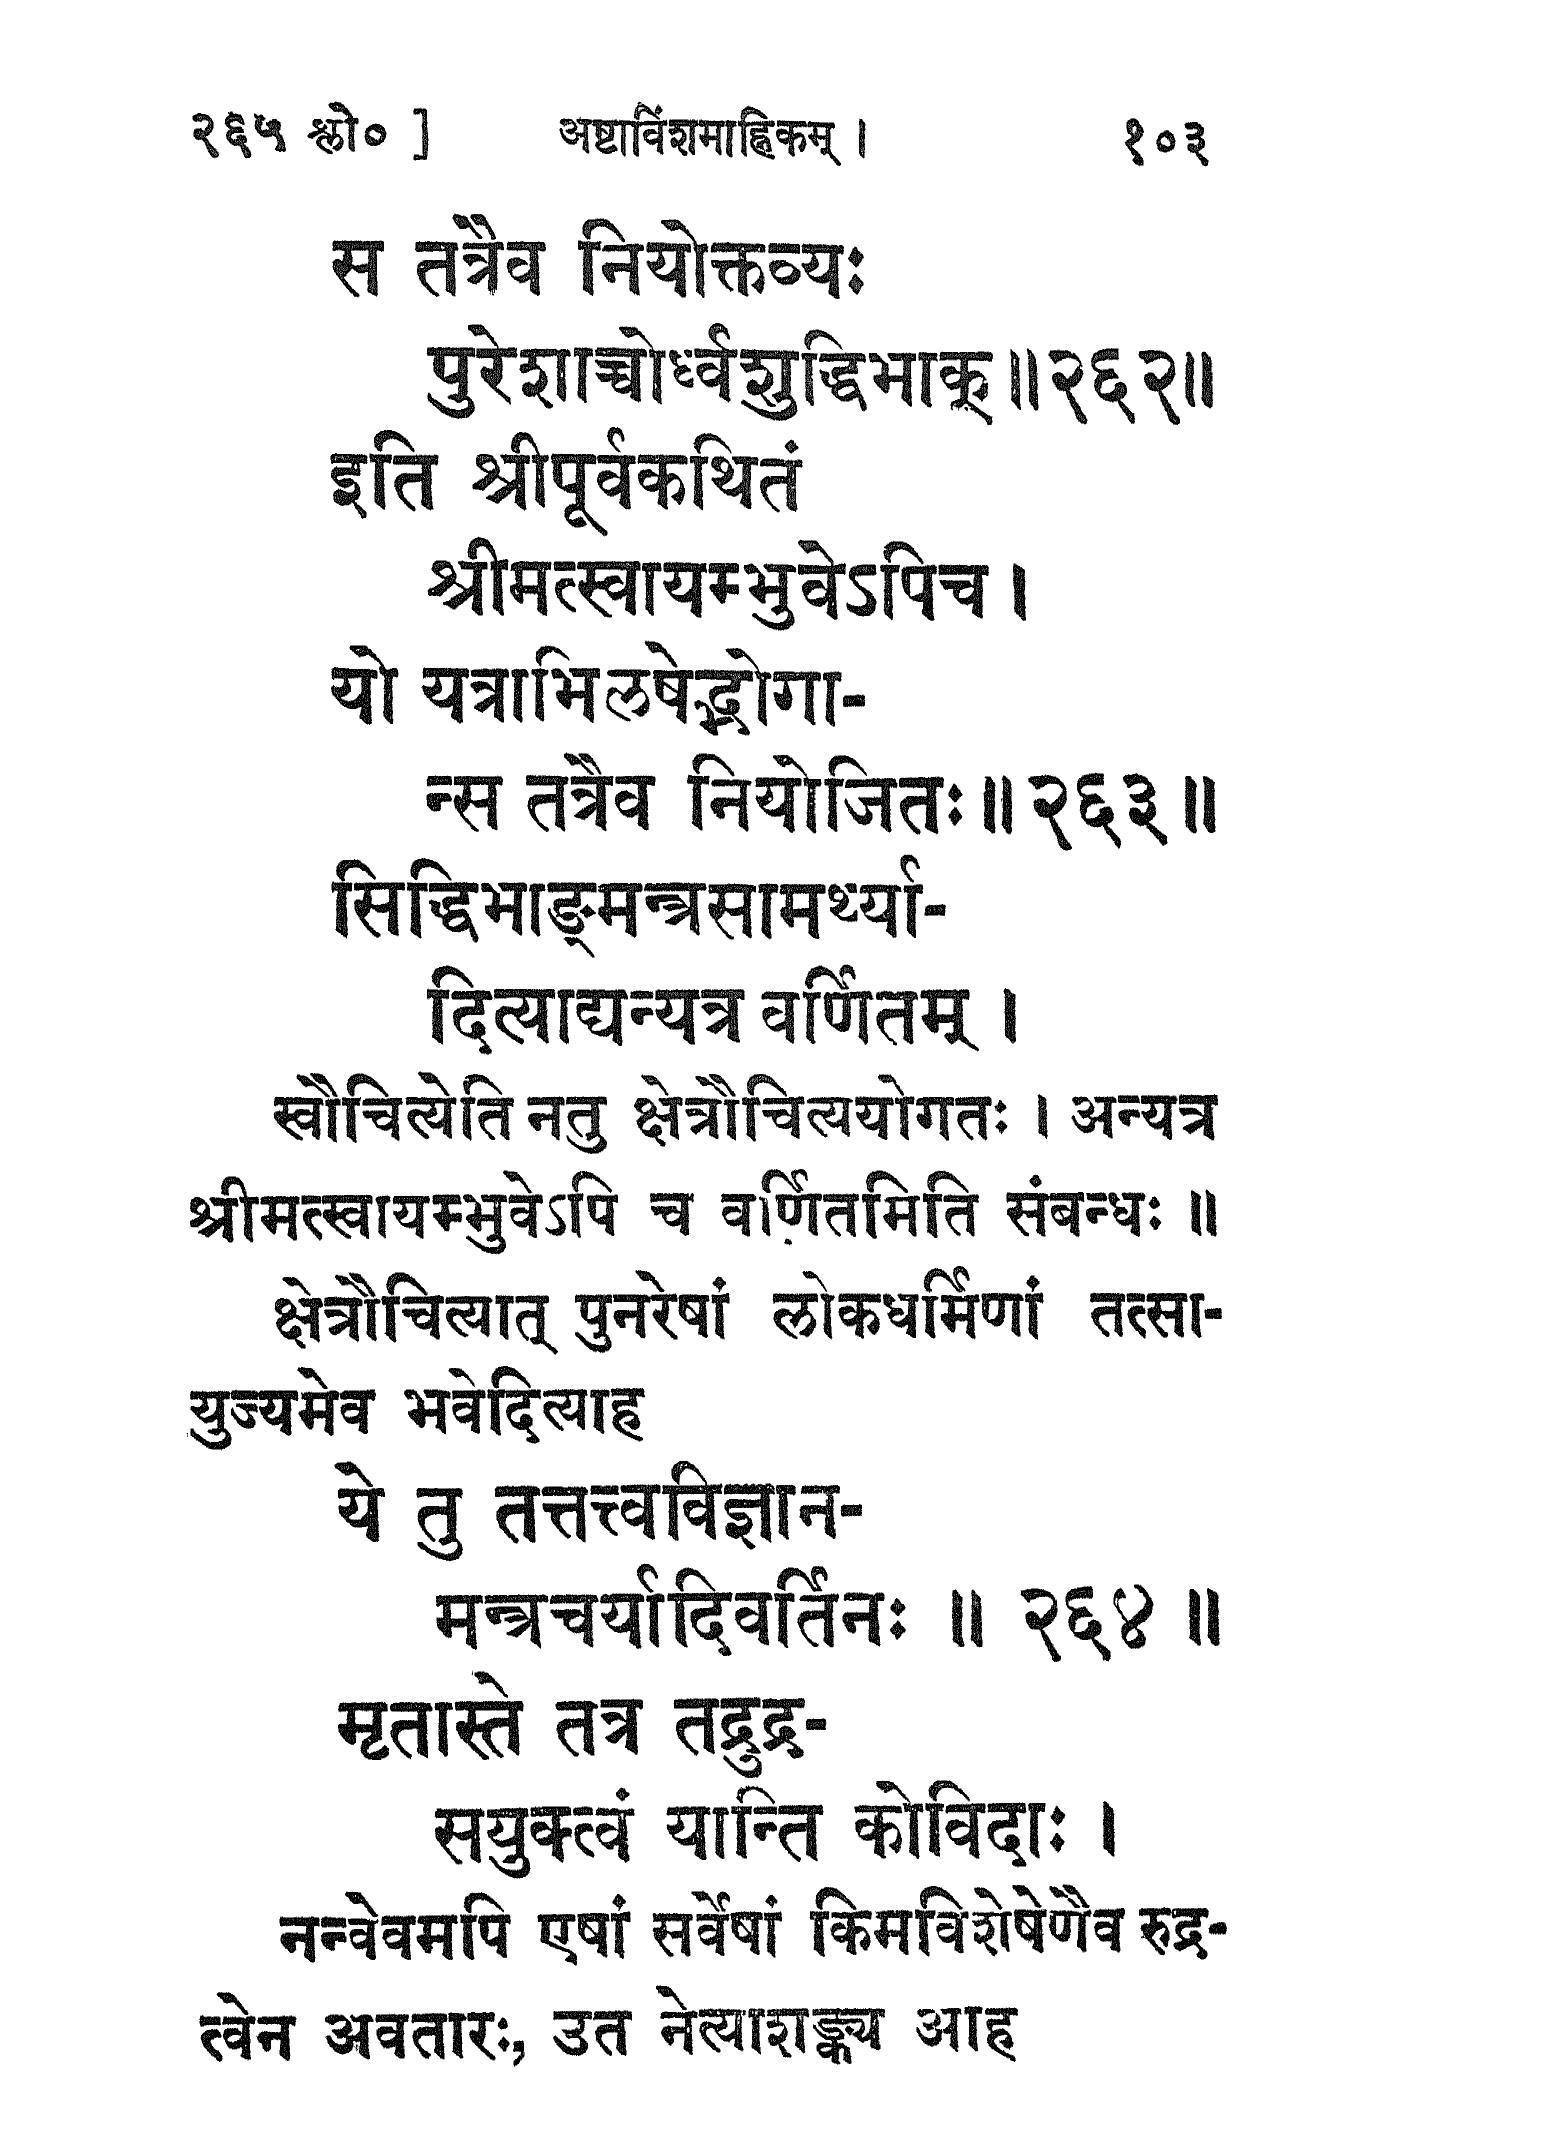 २६५ श्लो० ] अष्टाविंशमाह्निकम् । १०३
स तत्रैव नियोक्तव्यः
पुरेशाच्चोर्ध्वशुद्धिभाक्॥२६२॥
इति श्रीपूर्वकथितं
श्रीमत्स्वायम्भुवेऽपिच ।
यो यत्राभिलषेद्भोगा-
न्स तत्रैव नियोजितः॥ २६३ ॥
सिद्धिभाङ्मन्त्रसामर्थ्या-
दित्याद्यन्यत्र वर्णितम् ।
स्वौचित्येति नतु क्षेत्रौचित्ययोगतः । अन्यत्र
श्रीमत्स्वायम्भुवेऽपि च वर्णितमिति संबन्धः ॥
क्षेत्रौचित्यात् पुनरेषां लोकधर्मिणां तत्सा-
युज्यमेव भवेदित्याह
ये तु तत्तत्त्वविज्ञान-
मन्त्रचर्यादिवर्तिनः ॥ २६४ ॥
मृतास्ते तत्र तद्रुद्र-
सयुक्त्वं यान्ति कोविदाः ।
नन्वेवमपि एषां सर्वेषां किमविशेषेणैव रुद्र-
त्वेन अवतारः, उत नेत्याशङ्क्य आह